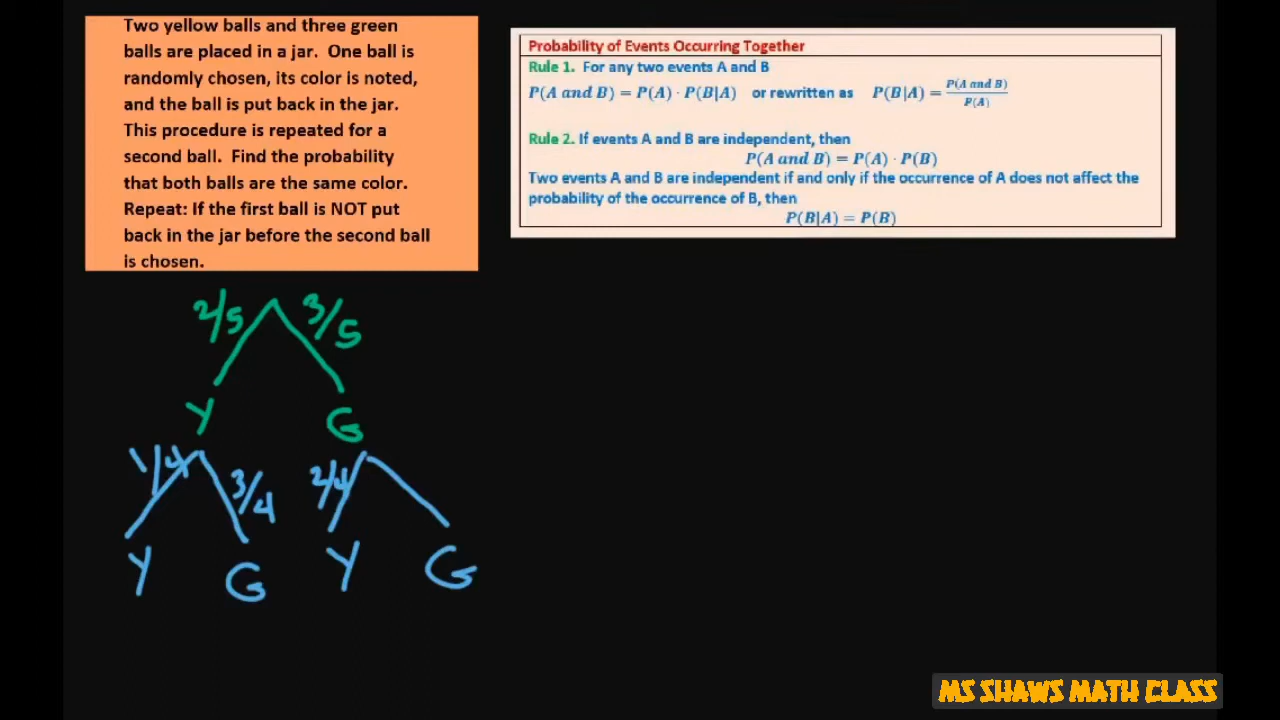 Two yellow balls and three green
balls are placed in a jar. One ball is
randomly chosen, its color is noted,
and the ball is put back in the jar.
This procedure is repeated for a
second ball. Find the probability
that both balls are the same color.
Repeat: If the first ball is NOT put
back in the jar before the second ball
is chosen.
Probability of Events Occurring Together
Rule 1. For any two events A and B
P(A and B) = P(A) · P(B|A) or rewritten as P(B|A) = P(A and B)/P(A)
Rule 2. If events A and B are independent, then
P(A and B) = P(A) · P(B)
Two events A and B are independent if and only if the occurrence of A does not affect the
probability of the occurrence of B, then
P(B|A) = P(B)
2/5 3/5
Y G
1/4 3/4 2/4
Y G Y G
MS SHAWS MATH CLASS